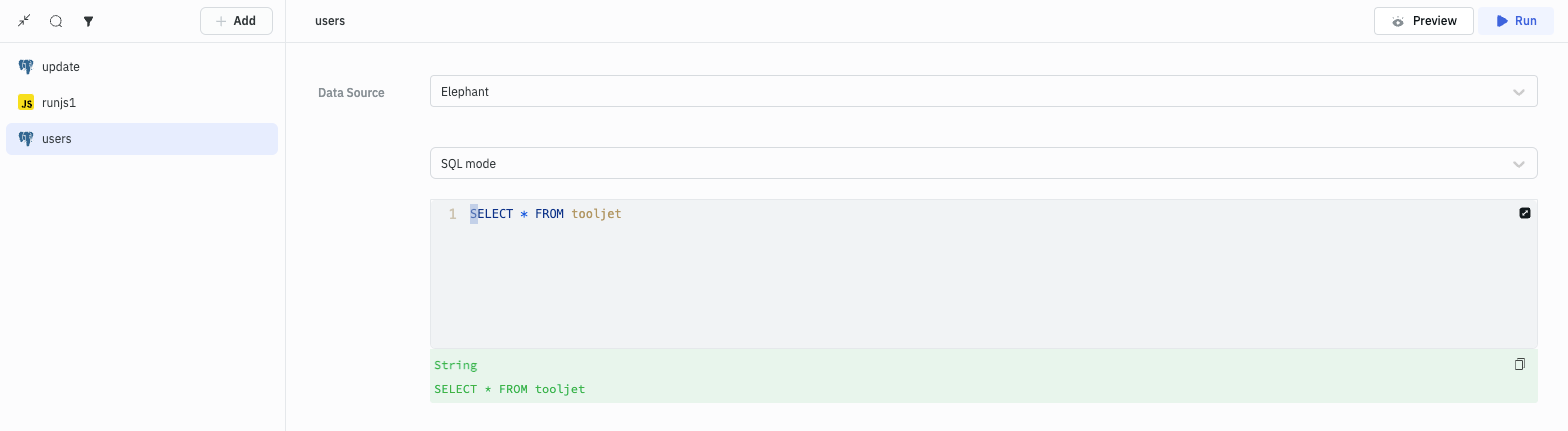 Add
users
Preview
Run
update
JS runjs1
users
Data Source
Elephant
SQL mode
1 SELECT * FROM tooljet
String
SELECT * FROM tooljet